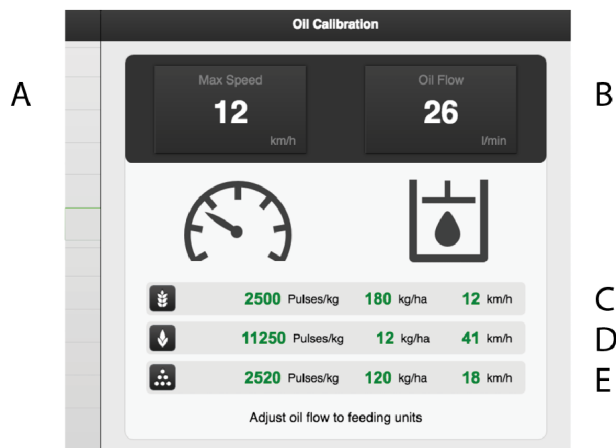 Oil Calibration
A
Max Speed
12
km/h
Oil Flow
26
l/min
B
2500 Pulses/kg 180 kg/ha 12 km/h
C
11250 Pulses/kg 12 kg/ha 41 km/h
D
2520 Pulses/kg 120 kg/ha 18 km/h
E
Adjust oil flow to feeding units